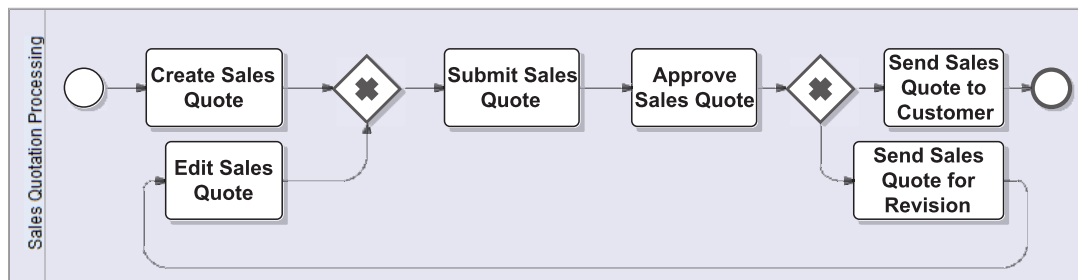 Sales Quotation Processing
Create Sales
Quote
Submit Sales
Quote
Approve
Sales Quote
Send Sales
Quote to
Customer
Edit Sales
Quote
Send Sales
Quote for
Revision